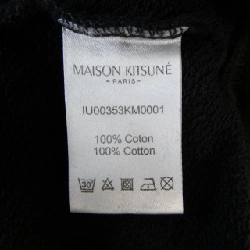 MAISON KITSUNÉ
- PARIS -
IU00353KM0001
100% Coton
100% Cotton